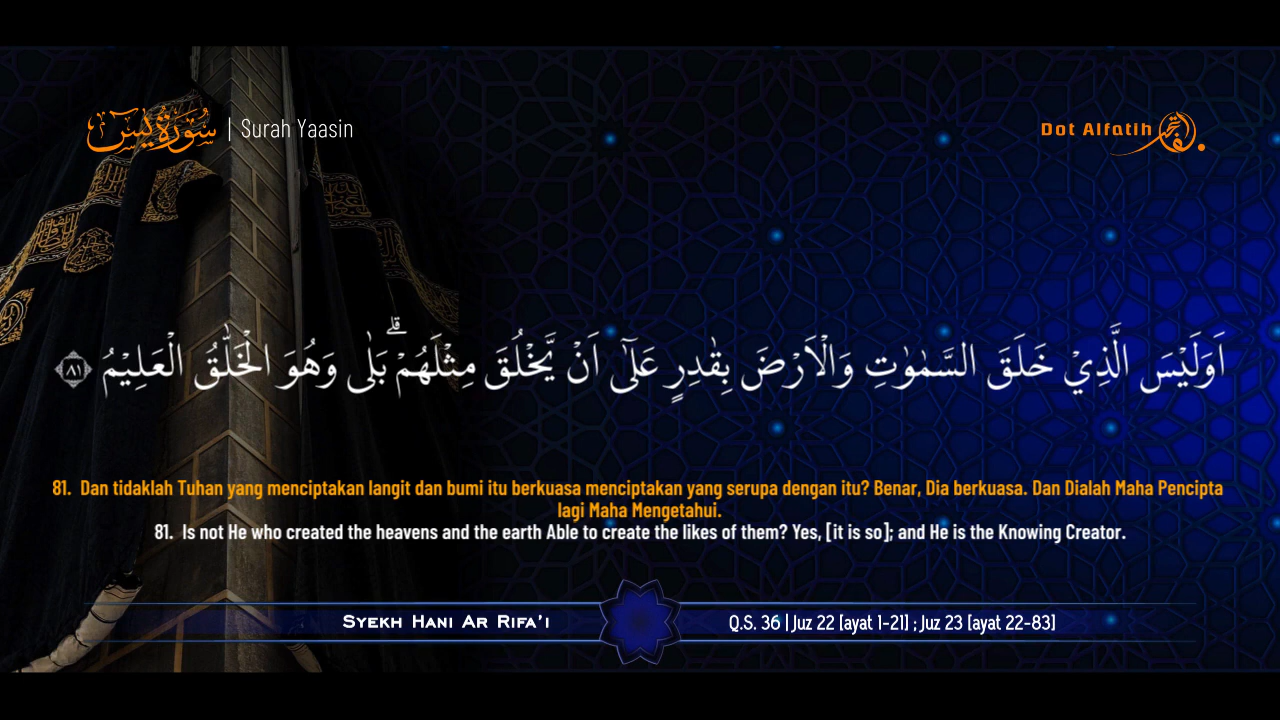 سُوْرَةُ يٰسۤ | Surah Yaasin
Dot Alfatih
اَوَلَيْسَ الَّذِيْ خَلَقَ السَّمٰوٰتِ وَالْاَرْضَ بِقٰدِرٍ عَلٰٓى اَنْ يَّخْلُقَ مِثْلَهُمْ ۗبَلٰى وَهُوَ الْخَلّٰقُ الْعَلِيْمُ ٨١
81. Dan tidaklah Tuhan yang menciptakan langit dan bumi itu berkuasa menciptakan yang serupa dengan itu? Benar, Dia berkuasa. Dan Dialah Maha Pencipta
lagi Maha Mengetahui.
81. Is not He who created the heavens and the earth Able to create the likes of them? Yes, [it is so]; and He is the Knowing Creator.
Syekh Hani Ar Rifa'i
Q.S. 36 | Juz 22 [ayat 1-21] ; Juz 23 [ayat 22-83]